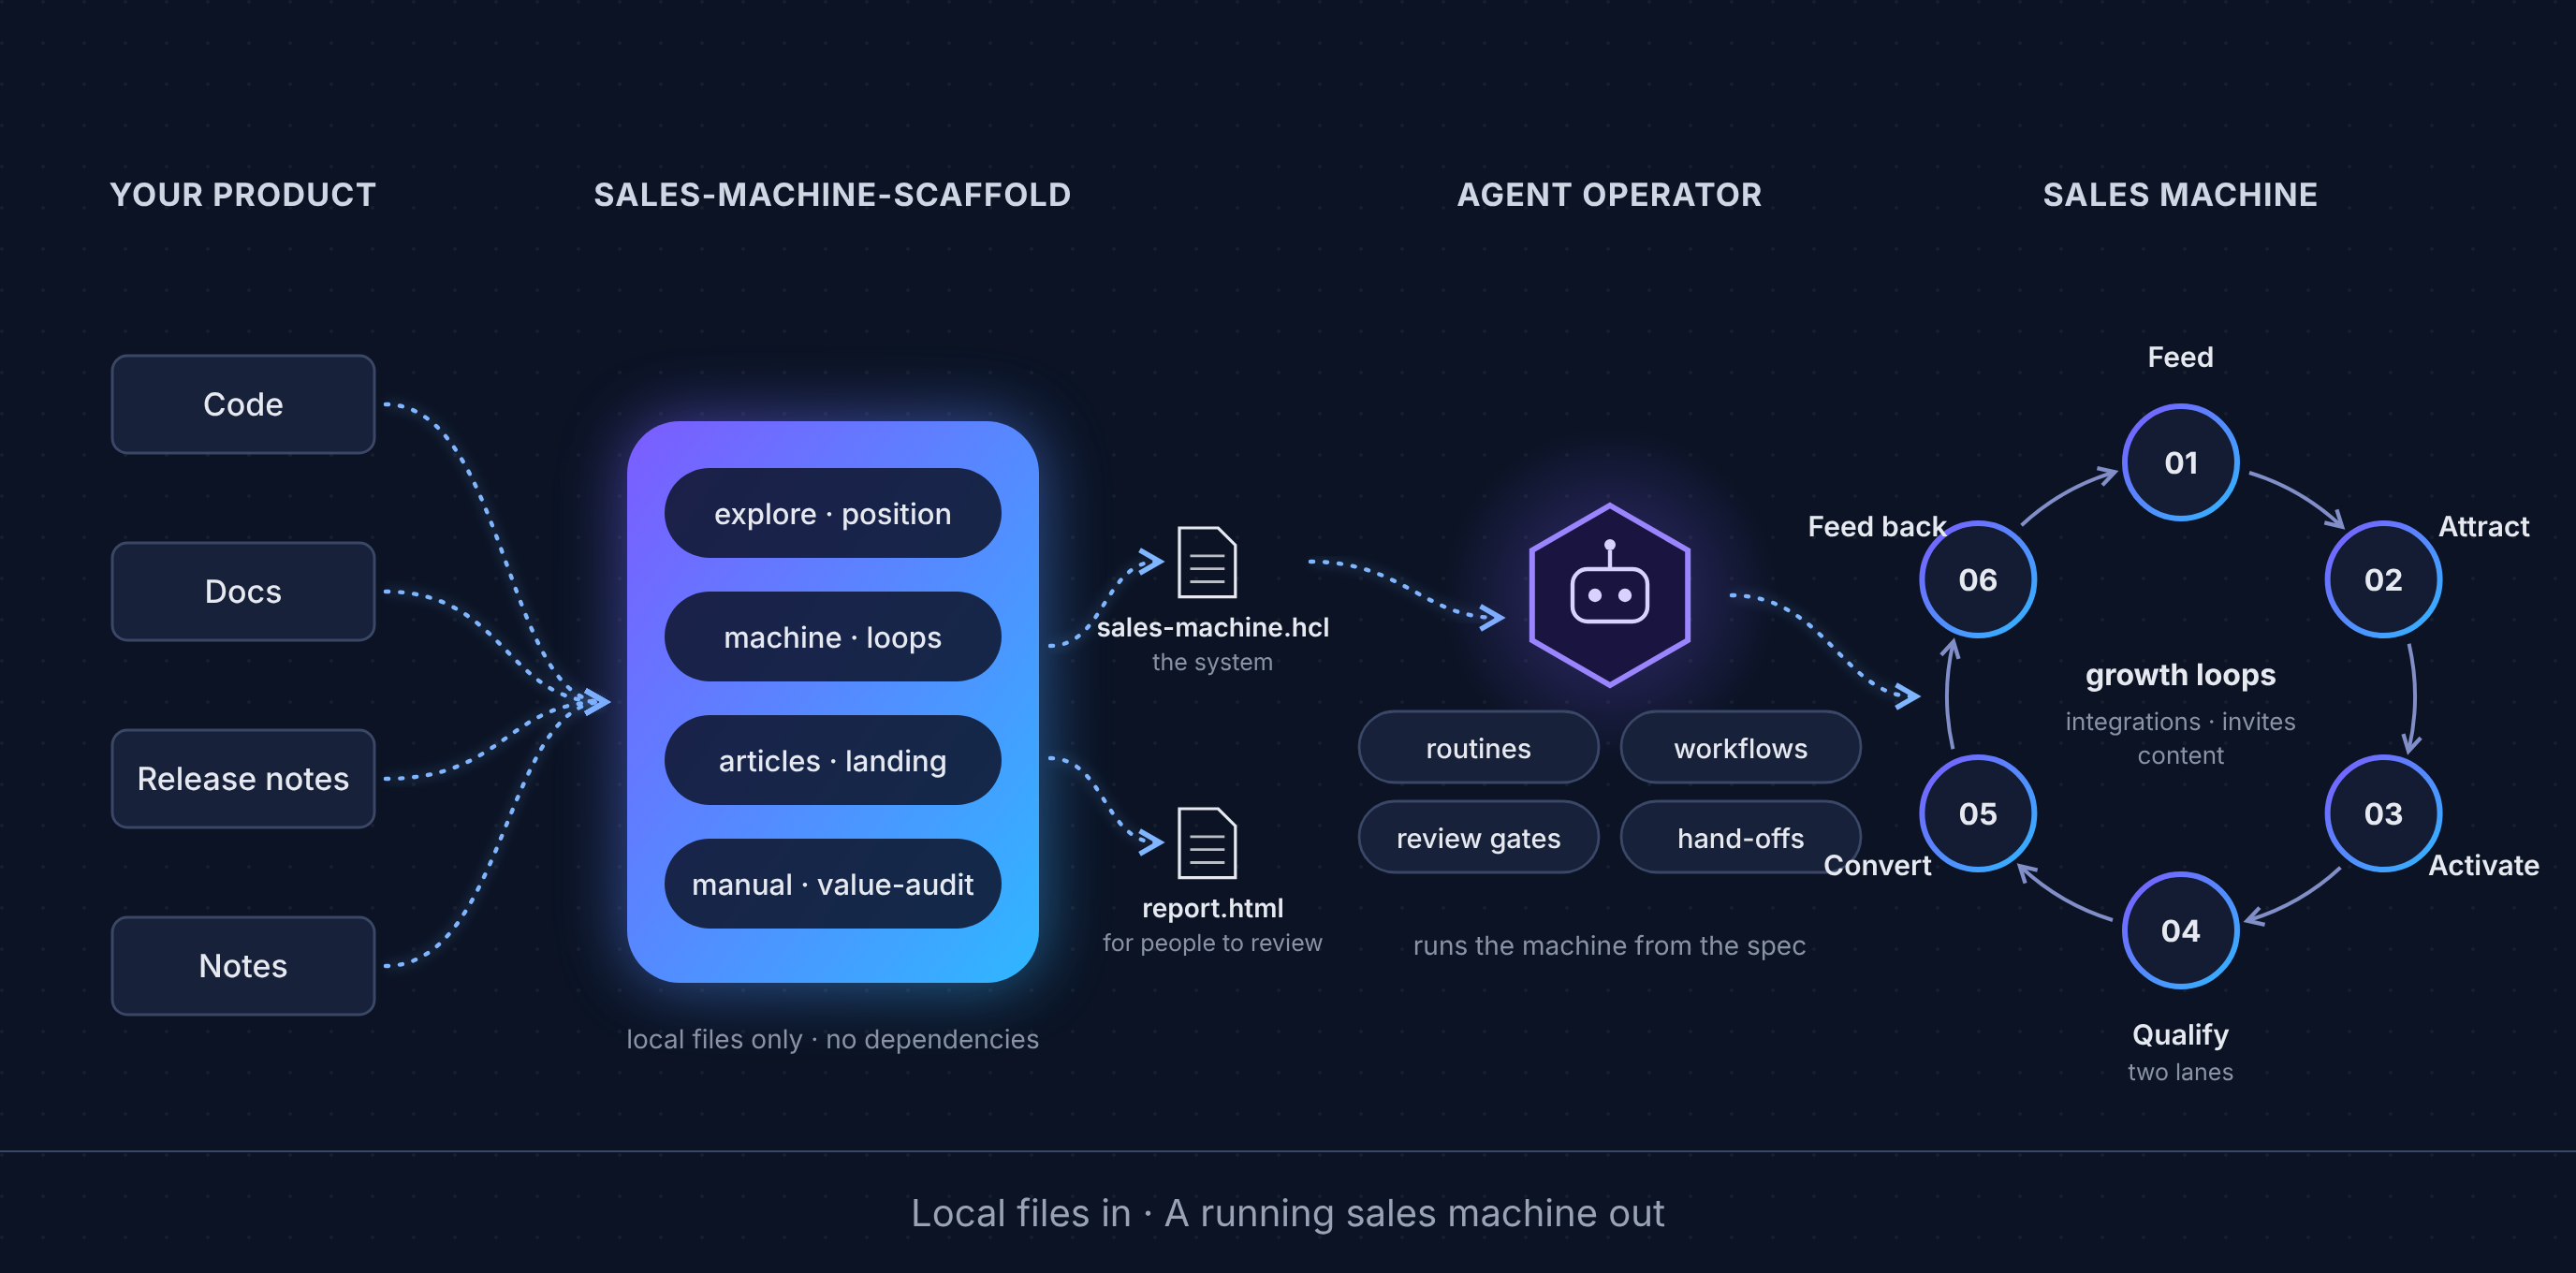 YOUR PRODUCT
SALES-MACHINE-SCAFFOLD
AGENT OPERATOR
SALES MACHINE
Code
Docs
Release notes
Notes
explore · position
machine · loops
articles · landing
manual · value-audit
local files only · no dependencies
sales-machine.hcl
the system
report.html
for people to review
routines
workflows
review gates
hand-offs
runs the machine from the spec
Feed
01
Attract
02
Activate
03
Qualify
two lanes
04
Convert
05
Feed back
06
growth loops
integrations · invites
content
Local files in · A running sales machine out